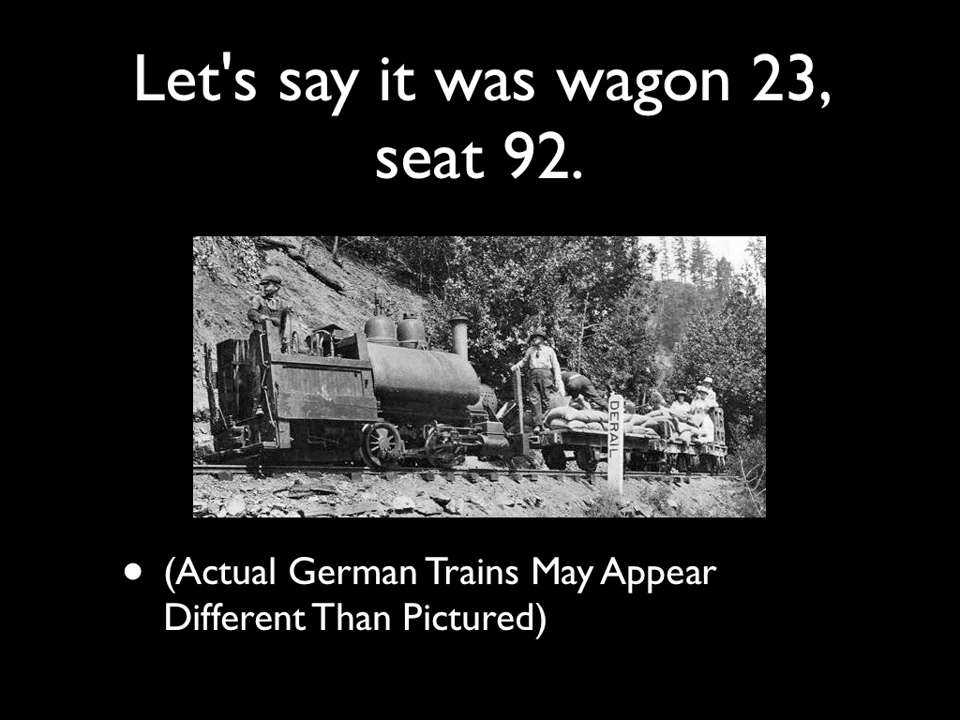 Let's say it was wagon 23,
seat 92.
DERAIL
• (Actual German Trains May Appear
Different Than Pictured)